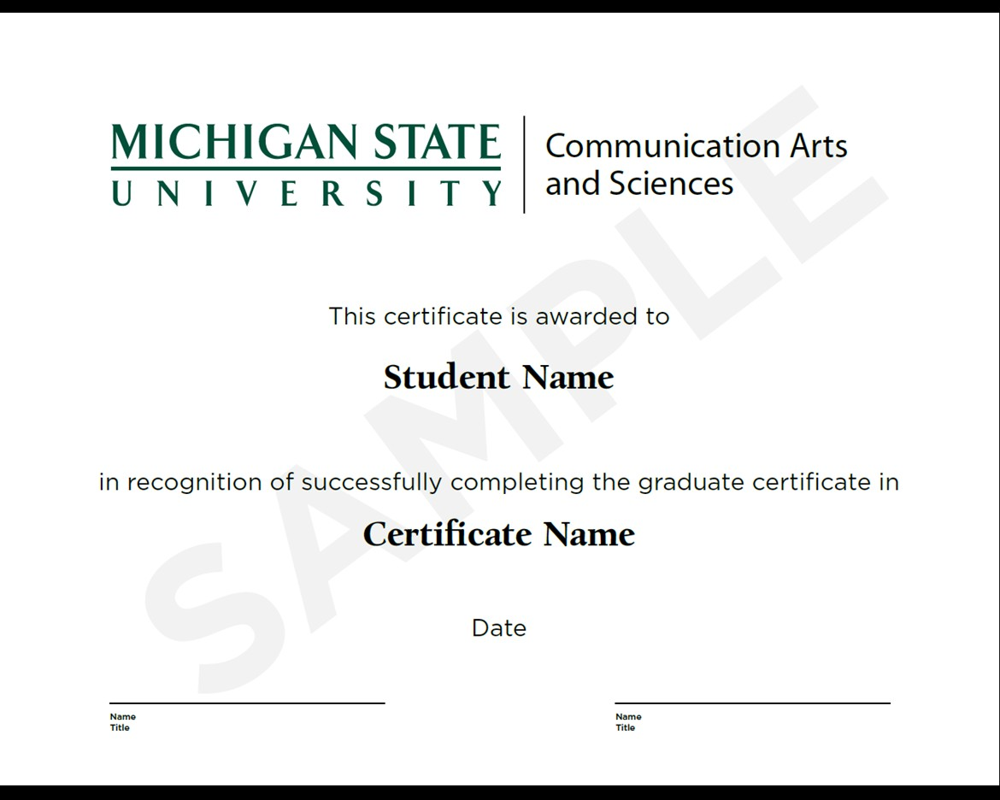 MICHIGAN STATE
UNIVERSITY
Communication Arts
and Sciences
This certificate is awarded to
Student Name
in recognition of successfully completing the graduate certificate in
Certificate Name
Date
Name
Title
Name
Title
SAMPLE